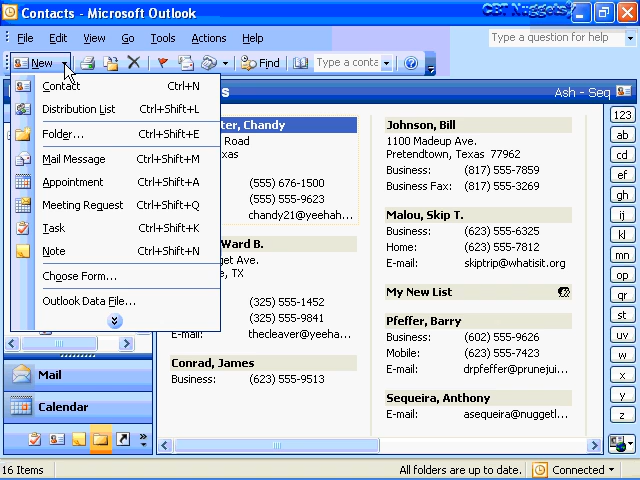 Contacts - Microsoft Outlook
CBT Nuggets
File Edit View Go Tools Actions Help
Type a question for help
New Find Type a conta
Contact Ctrl+N
Distribution List Ctrl+Shift+L
Folder... Ctrl+Shift+E
Mail Message Ctrl+Shift+M
Appointment Ctrl+Shift+A
Meeting Request Ctrl+Shift+Q
Task Ctrl+Shift+K
Note Ctrl+Shift+N
Choose Form...
Outlook Data File...
Mail
Calendar
s
Ash - Seq
ter, Chandy
Road
xas
(555) 676-1500
(555) 555-9623
chandy21@yeehah...
Ward B.
get Ave.
e, TX
(325) 555-1452
(325) 555-9841
E-mail: thecleaver@yeeha...
Conrad, James
Business: (623) 555-9513
Johnson, Bill
1100 Madeup Ave.
Pretendtown, Texas 77962
Business: (817) 555-7859
Business Fax: (817) 555-3269
Malou, Skip T.
Business: (623) 555-6325
Home: (623) 555-7812
E-mail: skiptrip@whatisit.org
My New List
Pfeffer, Barry
Business: (602) 555-9626
Mobile: (623) 555-7423
E-mail: drpfeffer@prunejui...
Sequeira, Anthony
E-mail: asequeira@nuggetl...
123
ab
cd
ef
gh
ij
kl
mn
op
qr
st
uv
w
x
y
z
16 Items
All folders are up to date.
Connected